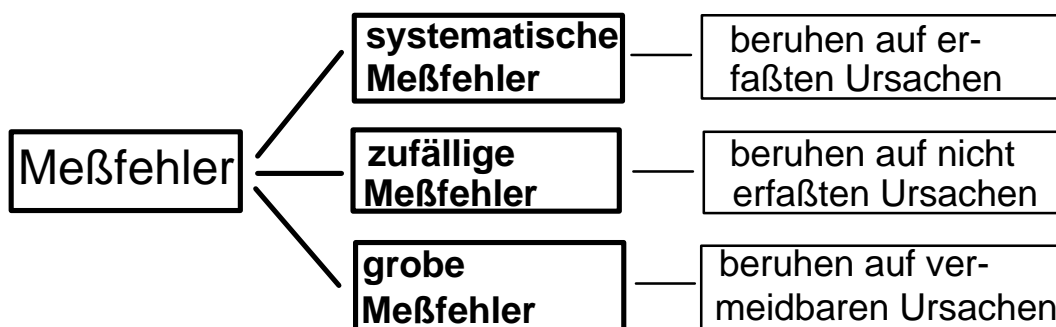 Meßfehler
systematische
Meßfehler
beruhen auf er-
faßten Ursachen
zufällige
Meßfehler
beruhen auf nicht
erfaßten Ursachen
grobe
Meßfehler
beruhen auf ver-
meidbaren Ursachen